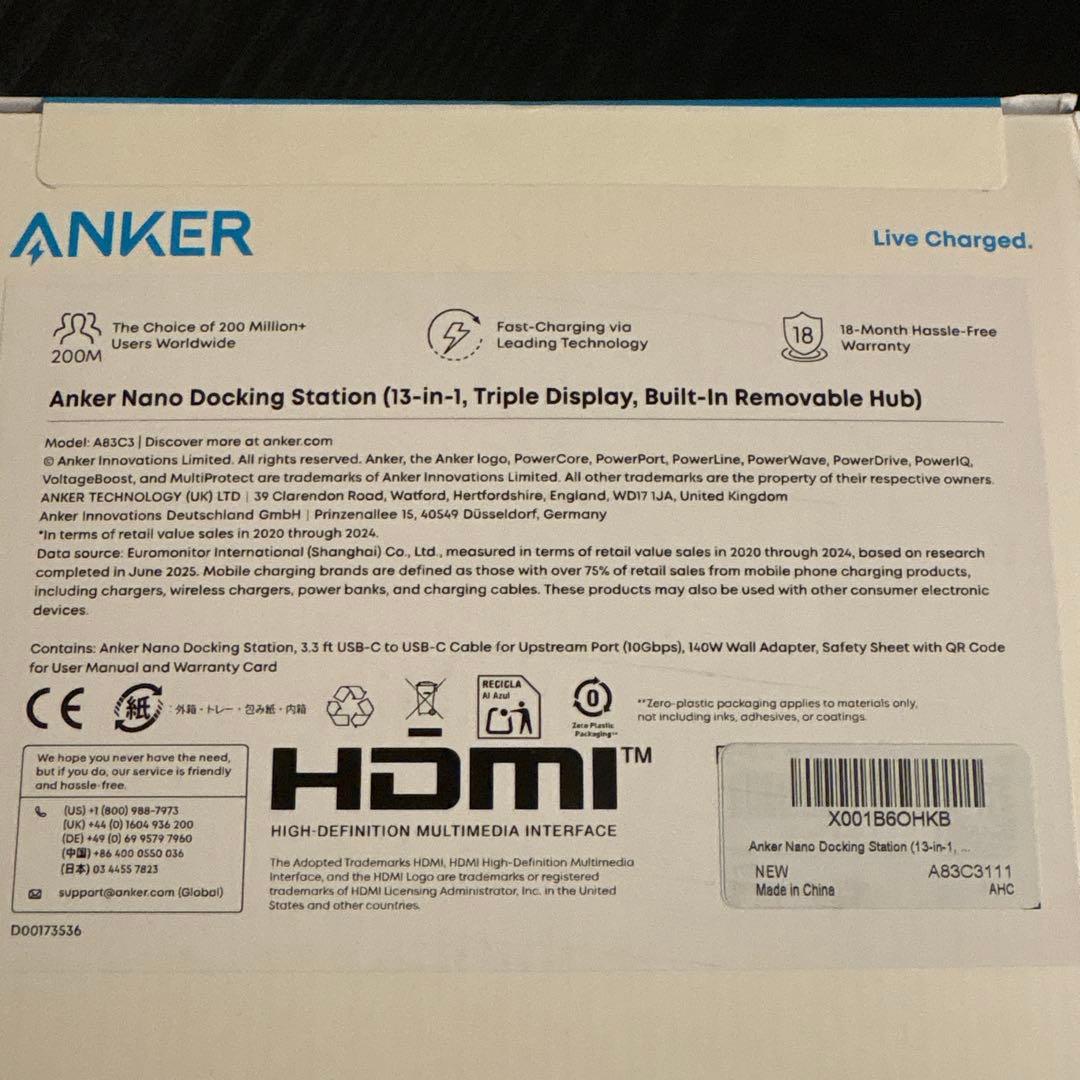 ANKER
Live Charged.
200M
The Choice of 200 Million+
Users Worldwide
Fast-Charging via
Leading Technology
18
18-Month Hassle-Free
Warranty
Anker Nano Docking Station (13-in-1, Triple Display, Built-In Removable Hub)
Model: A83C3 | Discover more at anker.com
© Anker Innovations Limited. All rights reserved. Anker, the Anker logo, PowerCore, PowerPort, PowerLine, PowerWave, PowerDrive, PowerIQ,
VoltageBoost, and MultiProtect are trademarks of Anker Innovations Limited. All other trademarks are the property of their respective owners.
ANKER TECHNOLOGY (UK) LTD | 39 Clarendon Road, Watford, Hertfordshire, England, WD17 1JA, United Kingdom
Anker Innovations Deutschland GmbH | Prinzenallee 15, 40549 Düsseldorf, Germany
*In terms of retail value sales in 2020 through 2024.
Data source: Euromonitor International (Shanghai) Co., Ltd., measured in terms of retail value sales in 2020 through 2024, based on research
completed in June 2025. Mobile charging brands are defined as those with over 75% of retail sales from mobile phone charging products,
including chargers, wireless chargers, power banks, and charging cables. These products may also be used with other consumer electronic
devices.
Contains: Anker Nano Docking Station, 3.3 ft USB-C to USB-C Cable for Upstream Port (10Gbps), 140W Wall Adapter, Safety Sheet with QR Code
for User Manual and Warranty Card
CE
紙 : 外箱・トレー・包み紙・内箱
RECICLA
Al Azul
0
Zero Plastic
Packaging**
**Zero-plastic packaging applies to materials only,
not including inks, adhesives, or coatings.
We hope you never have the need,
but if you do, our service is friendly
and hassle-free.
(US) +1 (800) 988-7973
(UK) +44 (0) 1604 936 200
(DE) +49 (0) 69 9579 7960
(中国) +86 400 0550 036
(日本) 03 4455 7823
support@anker.com (Global)
D00173536
HDMI™
HIGH-DEFINITION MULTIMEDIA INTERFACE
The Adopted Trademarks HDMI, HDMI High-Definition Multimedia
Interface, and the HDMI Logo are trademarks or registered
trademarks of HDMI Licensing Administrator, Inc. in the United
States and other countries.
X001B6OHKB
Anker Nano Docking Station (13-in-1, ...
NEW
A83C3111
Made in China
AHC